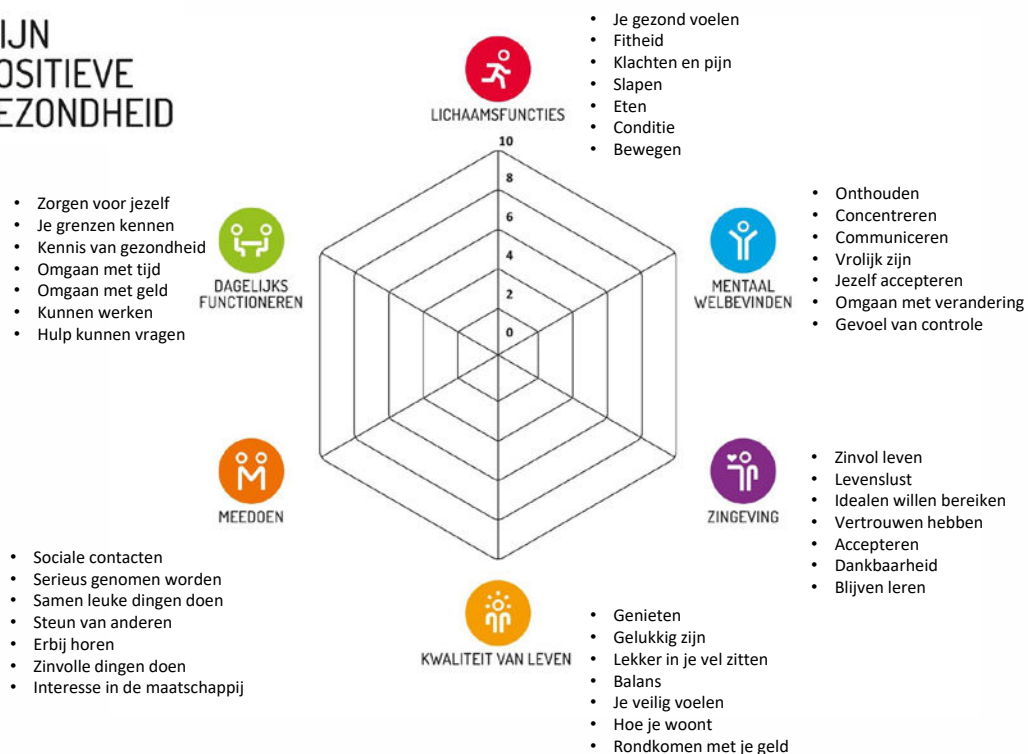 IJN
OSITIEVE
EZONDHEID
LICHAAMSFUNCTIES
• Je gezond voelen
• Fitheid
• Klachten en pijn
• Slapen
• Eten
• Conditie
• Bewegen
10
8
6
4
2
0
MENTAAL
WELBEVINDEN
• Onthouden
• Concentreren
• Communiceren
• Vrolijk zijn
• Jezelf accepteren
• Omgaan met verandering
• Gevoel van controle
ZINGEVING
• Zinvol leven
• Levenslust
• Idealen willen bereiken
• Vertrouwen hebben
• Accepteren
• Dankbaarheid
• Blijven leren
KWALITEIT VAN LEVEN
• Genieten
• Gelukkig zijn
• Lekker in je vel zitten
• Balans
• Je veilig voelen
• Hoe je woont
• Rondkomen met je geld
MEEDOEN
• Sociale contacten
• Serieus genomen worden
• Samen leuke dingen doen
• Steun van anderen
• Erbij horen
• Zinvolle dingen doen
• Interesse in de maatschappij
DAGELIJKS
FUNCTIONEREN
• Zorgen voor jezelf
• Je grenzen kennen
• Kennis van gezondheid
• Omgaan met tijd
• Omgaan met geld
• Kunnen werken
• Hulp kunnen vragen